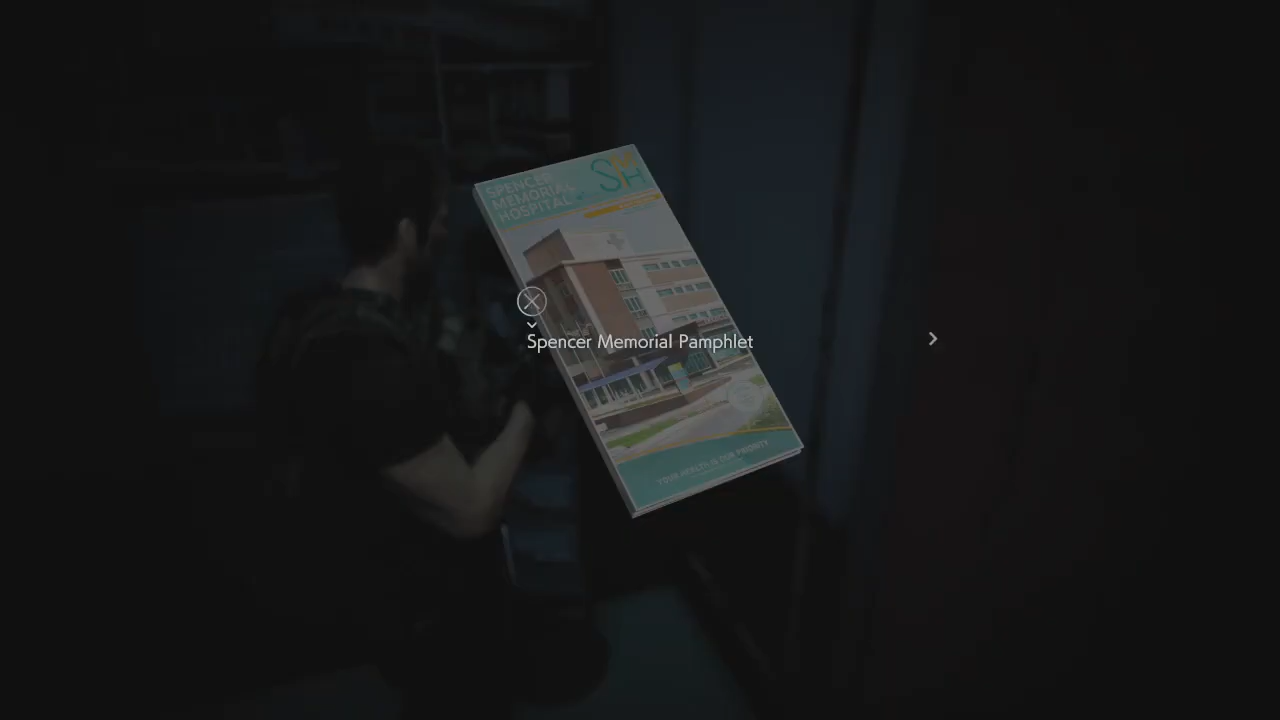 SPENCER
MEMORIAL
HOSPITAL
SMH
Spencer Memorial Pamphlet
YOUR HEALTH IS OUR PRIORITY